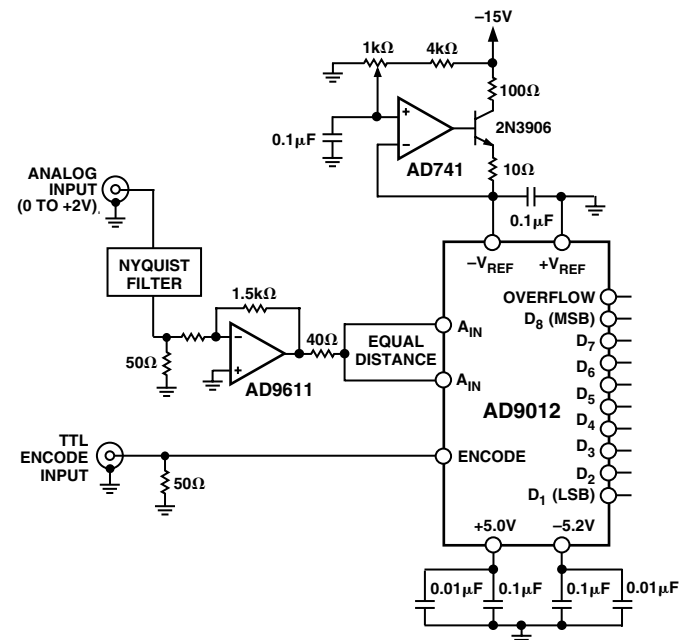 –15V
1kΩ
4kΩ
100Ω
2N3906
0.1μF
+
–
AD741
10Ω
0.1μF
ANALOG
INPUT
(0 TO +2V)
NYQUIST
FILTER
1.5kΩ
50Ω
–
+
AD9611
40Ω
EQUAL
DISTANCE
–VREF
+VREF
OVERFLOW
D8 (MSB)
D7
D6
D5
D4
D3
D2
D1 (LSB)
AIN
AIN
AD9012
ENCODE
TTL
ENCODE
INPUT
50Ω
+5.0V
–5.2V
0.01μF
0.1μF
0.1μF
0.01μF